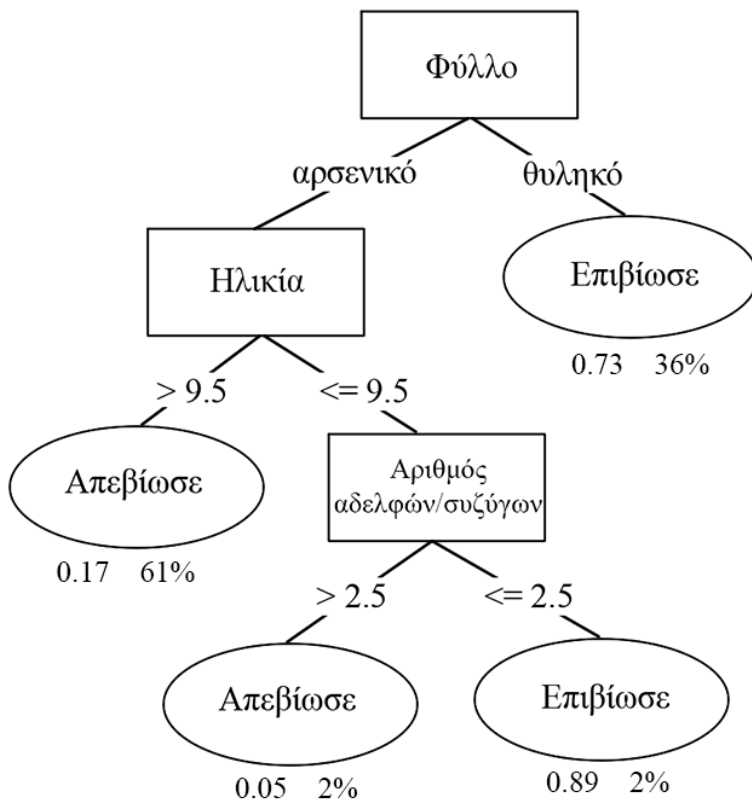 Φύλλο
αρσενικό θυληκό
Ηλικία
Επιβίωσε
0.73 36%
> 9.5 <= 9.5
Απεβίωσε
0.17 61%
Αριθμός
αδελφών/συζύγων
> 2.5 <= 2.5
Απεβίωσε
0.05 2%
Επιβίωσε
0.89 2%